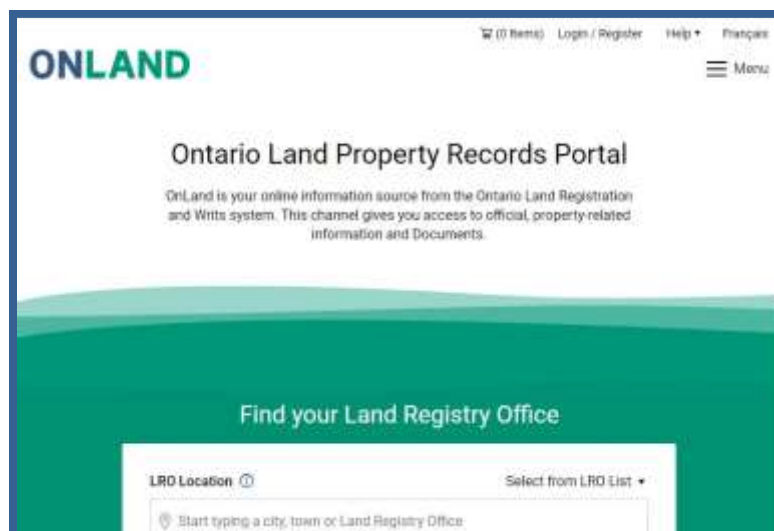 (0 Items) Login / Register Help Français
ONLAND
Menu
Ontario Land Property Records Portal
OnLand is your online information source from the Ontario Land Registration
and Writs system. This channel gives you access to official, property-related
information and Documents.
Find your Land Registry Office
LRO Location Select from LRO List
Start typing a city, town or Land Registry Office